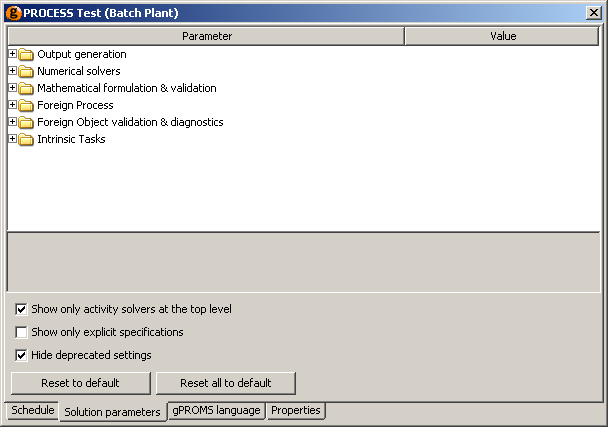 PROCESS Test (Batch Plant)
Parameter Value
Output generation
Numerical solvers
Mathematical formulation & validation
Foreign Process
Foreign Object validation & diagnostics
Intrinsic Tasks
Show only activity solvers at the top level
Show only explicit specifications
Hide deprecated settings
Reset to default Reset all to default
Schedule Solution parameters gPROMS language Properties